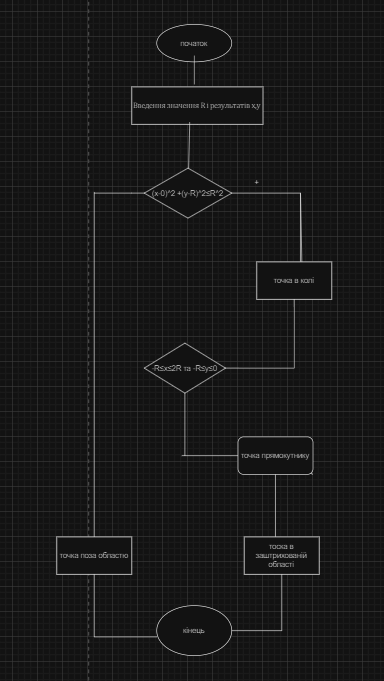 початок
Введення значення R і результатів x,y
(x-0)^2 +(y-R)^2≤R^2
+
точка в колі
-R≤x≤2R та -R≤y≤0
точка прямокутнику
точка поза областю
тоска в
заштрихованій
області
кінець